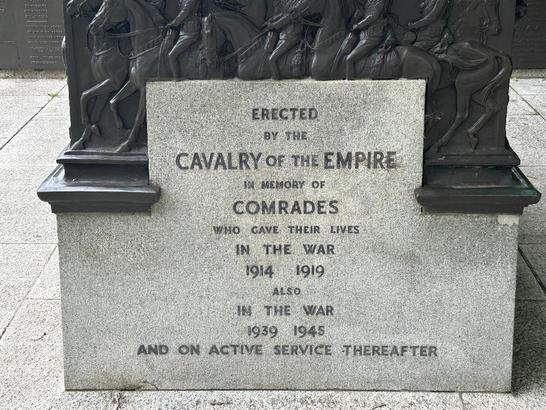 ERECTED
BY THE
CAVALRY OF THE EMPIRE
IN MEMORY OF
COMRADES
WHO GAVE THEIR LIVES
IN THE WAR
1914 1919
ALSO
IN THE WAR
1939 1945
AND ON ACTIVE SERVICE THEREAFTER